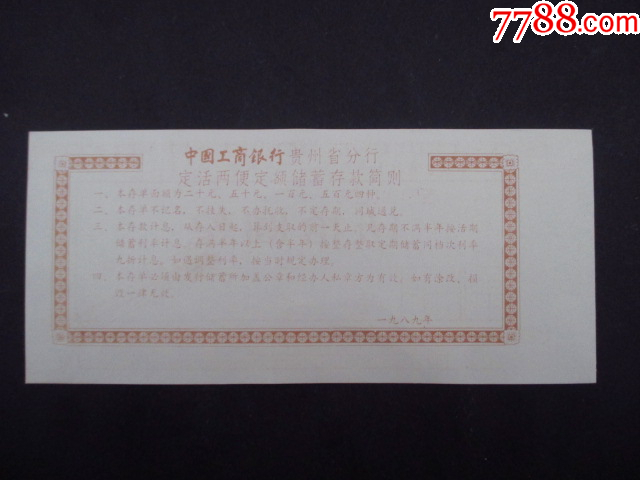 7788.com
中国工商银行贵州省分行
定活两便定额储蓄存款简则
一、本存单面额为二十元、五十元、一百元、五百元四种。
二、本存单不记名，不挂失，不办托收，不定存期，同城通兑。
三、本存款计息，从存入日起，算到支取的前一天止，凡存期不满半年按活期
储蓄利率计息。存满半年以上（含半年）按整存整取定期储蓄同档次利率
九折计息，如遇调整利率，按当时规定办理。
四、本存单必须由发行储蓄所加盖公章和经办人私章方为有效，如有涂改、经
改一律无效。
一九八九年